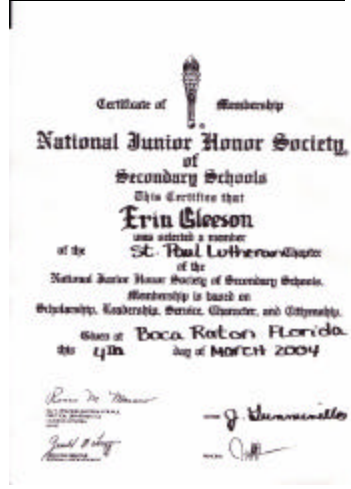 Certificate of Membership
National Junior Honor Society
of
Secondary Schools
This Certifies that
Erin Gleeson
was selected a member
of the St. Paul Lutheran Chapter
of the
National Junior Honor Society of Secondary Schools.
Membership is based on
Scholarship, Leadership, Service, Character, and Citizenship.
Given at Boca Raton Florida
this 4th day of MARCH 2004